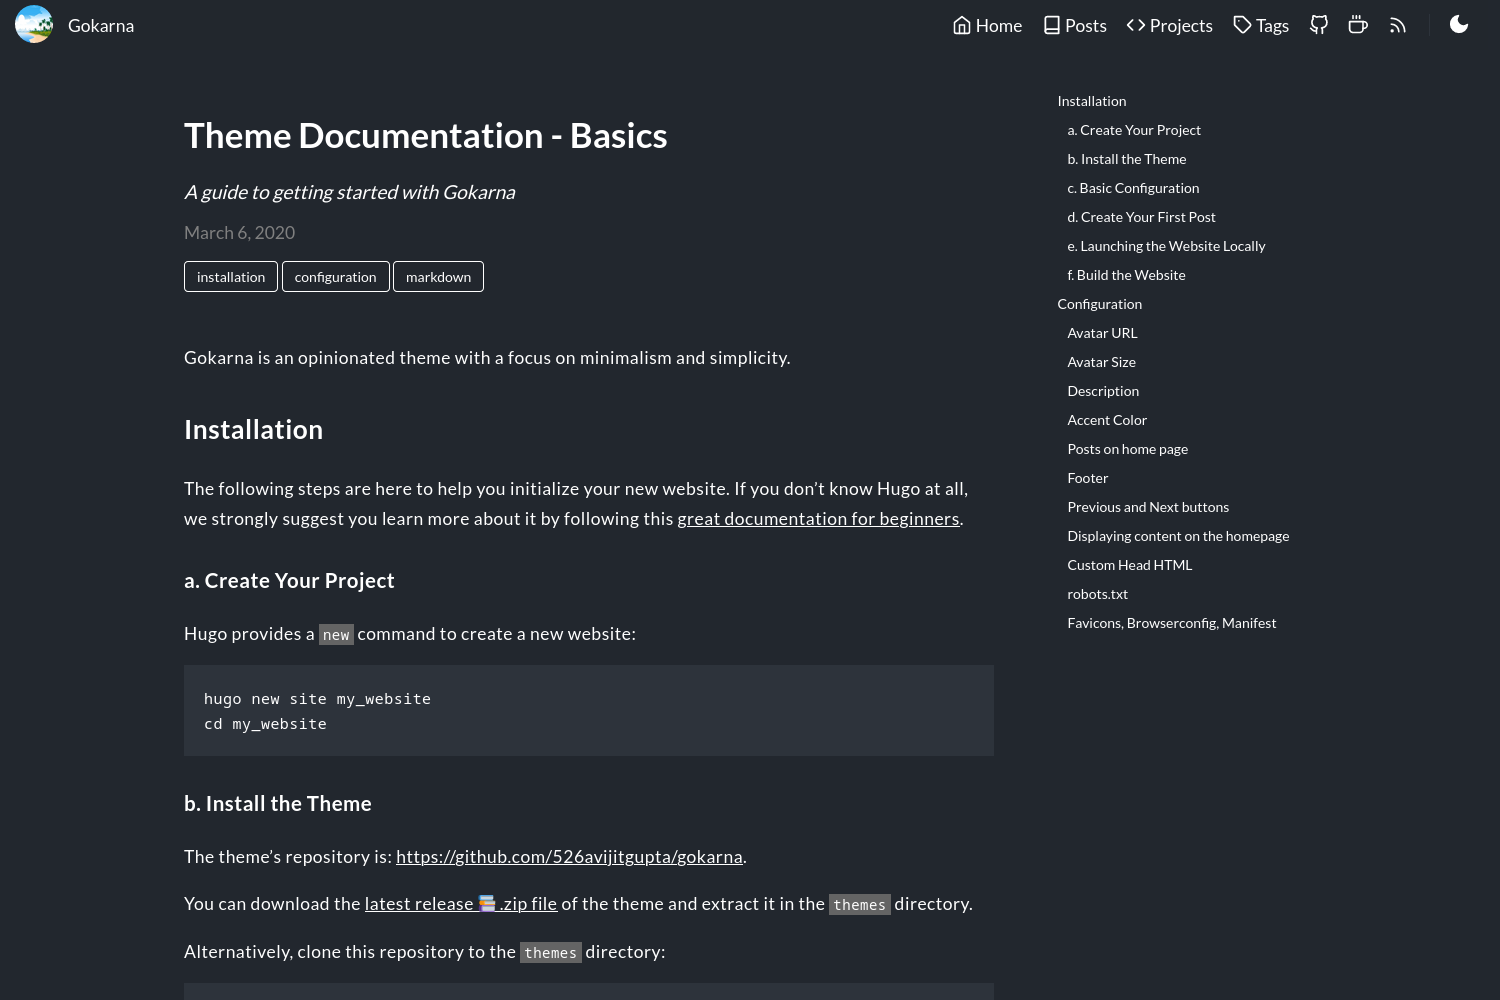 Gokarna
Home
Posts
Projects
Tags
Theme Documentation - Basics
A guide to getting started with Gokarna
March 6, 2020
installation
configuration
markdown
Gokarna is an opinionated theme with a focus on minimalism and simplicity.
Installation
The following steps are here to help you initialize your new website. If you don’t know Hugo at all,
we strongly suggest you learn more about it by following this great documentation for beginners.
a. Create Your Project
Hugo provides a new command to create a new website:
hugo new site my_website
cd my_website
b. Install the Theme
The theme’s repository is: https://github.com/526avijitgupta/gokarna.
You can download the latest release 📚 .zip file of the theme and extract it in the themes directory.
Alternatively, clone this repository to the themes directory:
Installation
a. Create Your Project
b. Install the Theme
c. Basic Configuration
d. Create Your First Post
e. Launching the Website Locally
f. Build the Website
Configuration
Avatar URL
Avatar Size
Description
Accent Color
Posts on home page
Footer
Previous and Next buttons
Displaying content on the homepage
Custom Head HTML
robots.txt
Favicons, Browserconfig, Manifest